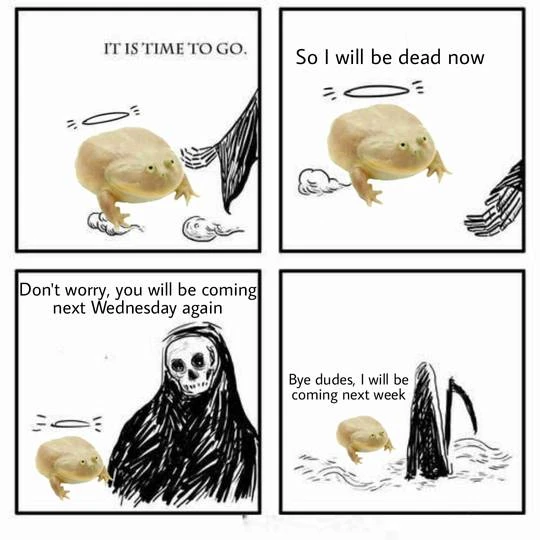 IT IS TIME TO GO.
So I will be dead now
Don't worry, you will be coming
next Wednesday again
Bye dudes, I will be
coming next week